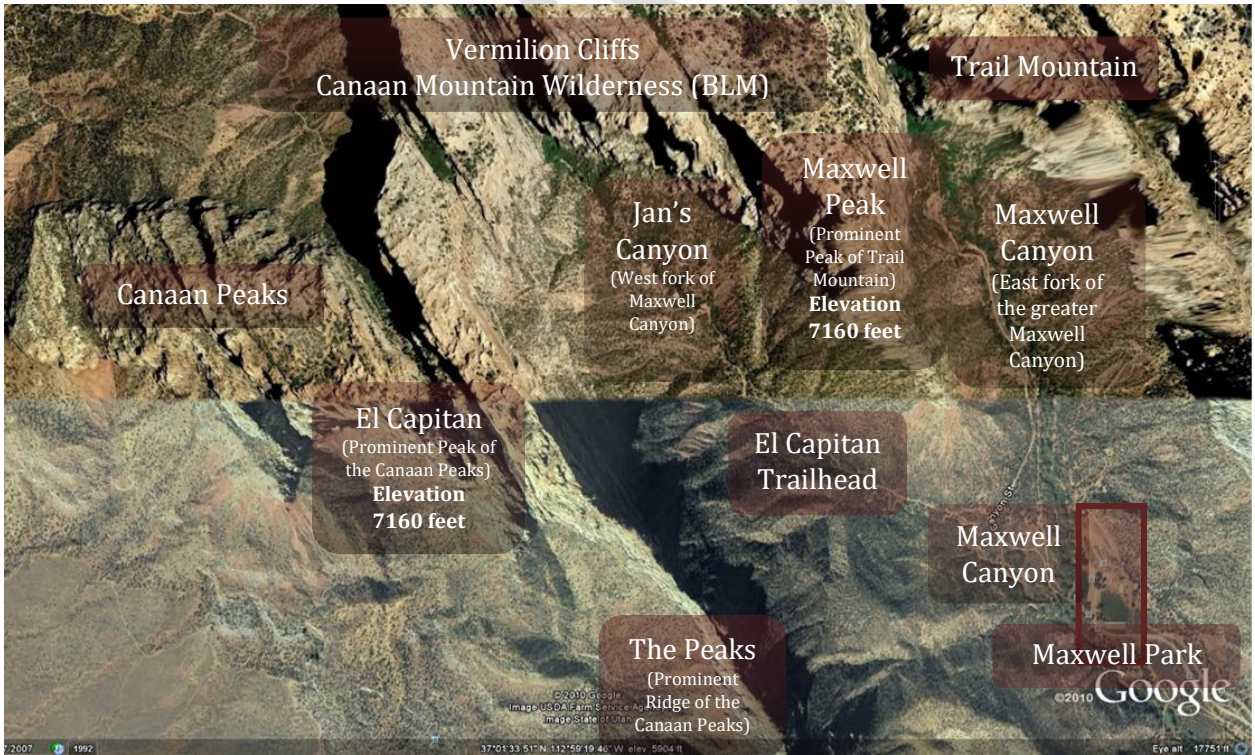 Vermilion Cliffs
Canaan Mountain Wilderness (BLM)
Trail Mountain
Canaan Peaks
Jan's
Canyon
(West fork of
Maxwell
Canyon)
Maxwell
Peak
(Prominent
Peak of Trail
Mountain)
Elevation
7160 feet
Maxwell
Canyon
(East fork of
the greater
Maxwell
Canyon)
El Capitan
(Prominent Peak of
the Canaan Peaks)
Elevation
7160 feet
El Capitan
Trailhead
Canyon St
Maxwell
Canyon
Maxwell Park
The Peaks
(Prominent
Ridge of the
Canaan Peaks)
© 2010 Google
Image USDA Farm Service Agency
Image State of Utah
©2010 Google
7/2007 1992
37°01'33.51" N 112°59'19.46" W elev 5904 ft
Eye alt 17751 ft